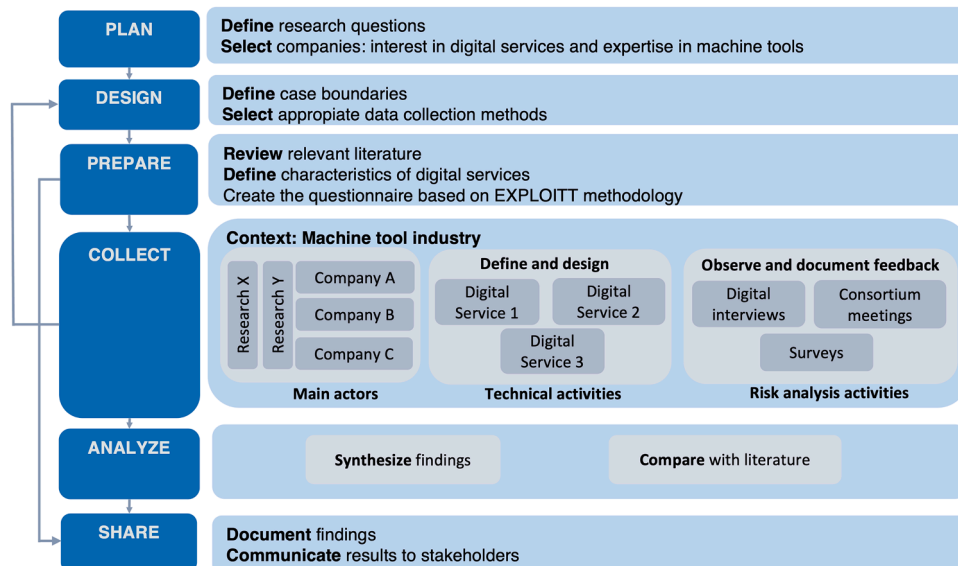 PLAN
Define research questions
Select companies: interest in digital services and expertise in machine tools
DESIGN
Define case boundaries
Select appropiate data collection methods
PREPARE
Review relevant literature
Define characteristics of digital services
Create the questionnaire based on EXPLOITT methodology
COLLECT
Context: Machine tool industry
Research X
Research Y
Company A
Company B
Company C
Main actors
Define and design
Digital
Service 1
Digital
Service 2
Digital
Service 3
Technical activities
Observe and document feedback
Digital
interviews
Consortium
meetings
Surveys
Risk analysis activities
ANALYZE
Synthesize findings
Compare with literature
SHARE
Document findings
Communicate results to stakeholders